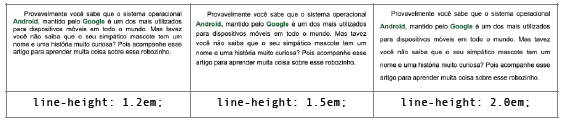 Provavelmente você sabe que o sistema operacional
Android, mantido pelo Google é um dos mais utilizados
para dispositivos móveis em todo o mundo. Mas tavez
você não saiba que o seu simpático mascote tem um
nome e uma história muito curiosa? Pois acompanhe esse
artigo para aprender muita coisa sobre esse robozinho.
line-height: 1.2em;
Provavelmente você sabe que o sistema operacional
Android, mantido pelo Google é um dos mais utilizados
para dispositivos móveis em todo o mundo. Mas tavez
você não saiba que o seu simpático mascote tem um
nome e uma história muito curiosa? Pois acompanhe esse
artigo para aprender muita coisa sobre esse robozinho.
line-height: 1.5em;
Provavelmente você sabe que o sistema operacional
Android, mantido pelo Google é um dos mais utilizados
para dispositivos móveis em todo o mundo. Mas tavez
você não saiba que o seu simpático mascote tem um
nome e uma história muito curiosa? Pois acompanhe esse
artigo para aprender muita coisa sobre esse robozinho.
line-height: 2.0em;